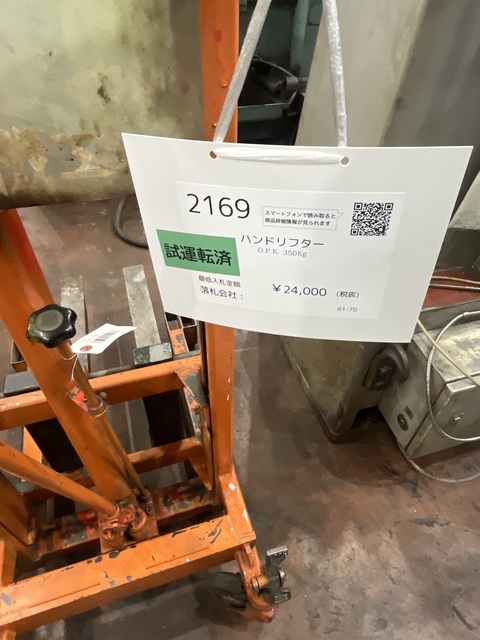 2169
スマートフォンで読み取ると
商品詳細情報が見られます
試運転済
ハンドリフター
OPK 350Kg
最低入札金額
落札会社：
￥24,000 （税抜）
61-70